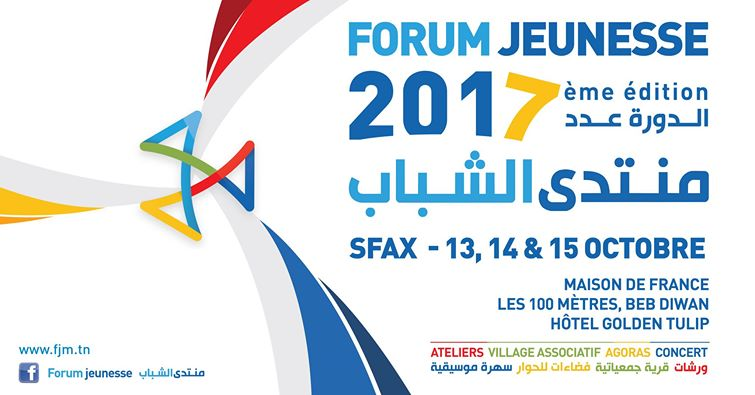 FORUM JEUNESSE
2017 ème édition
الدورة عدد
منتدى الشباب
SFAX - 13, 14 & 15 OCTOBRE
MAISON DE FRANCE
LES 100 MÈTRES, BEB DIWAN
HÔTEL GOLDEN TULIP
ATELIERS VILLAGE ASSOCIATIF AGORAS CONCERT
ورشات قرية جمعياتية فضاءات للحوار سهرة موسيقية
www.fjm.tn
f Forum jeunesse منتدى الشباب